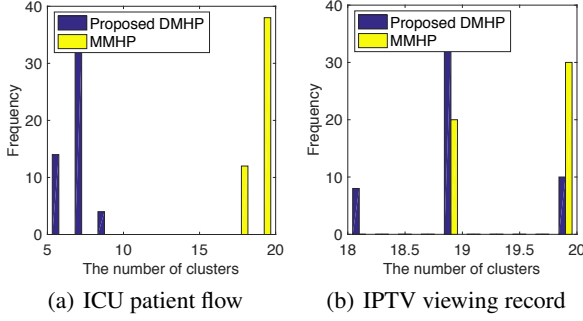 40
30
20
10
0
Frequency
Proposed DMHP
MMHP
5 10 15 20
The number of clusters
(a) ICU patient flow
40
30
20
10
0
Frequency
Proposed DMHP
MMHP
18 18.5 19 19.5 20
The number of clusters
(b) IPTV viewing record